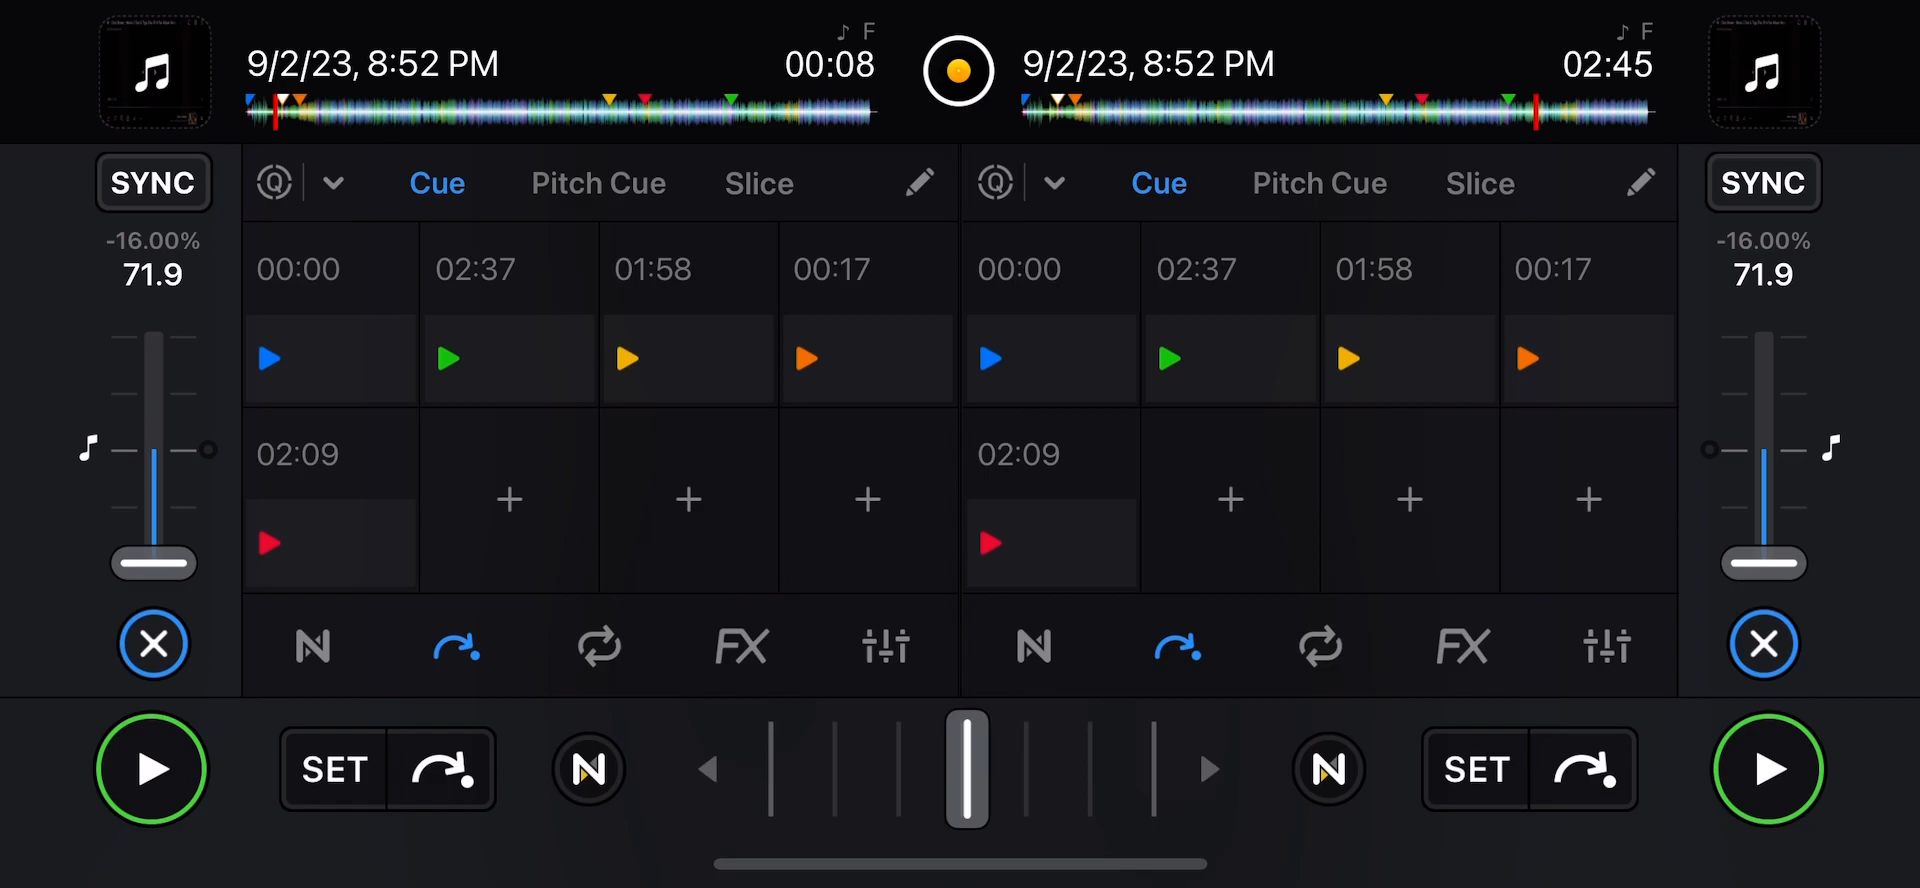 ♪ F
9/2/23, 8:52 PM 00:08
♪ F
9/2/23, 8:52 PM 02:45
SYNC
-16.00%
71.9
Q Cue Pitch Cue Slice
00:00 02:37 01:58 00:17
02:09 + + +
N FX
Q Cue Pitch Cue Slice
00:00 02:37 01:58 00:17
02:09 + + +
N FX
SYNC
-16.00%
71.9
SET N N SET